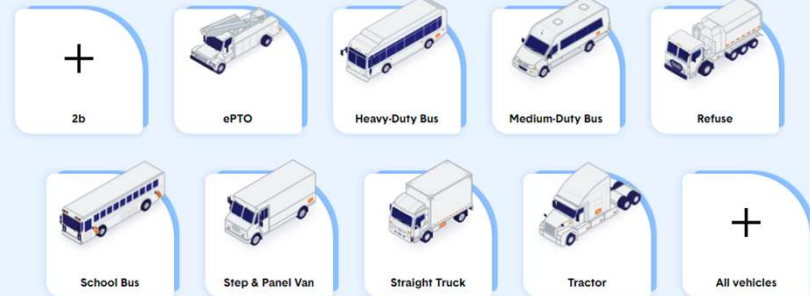 2b
ePTO
Heavy-Duty Bus
Medium-Duty Bus
Refuse
School Bus
Step & Panel Van
Straight Truck
Tractor
All vehicles